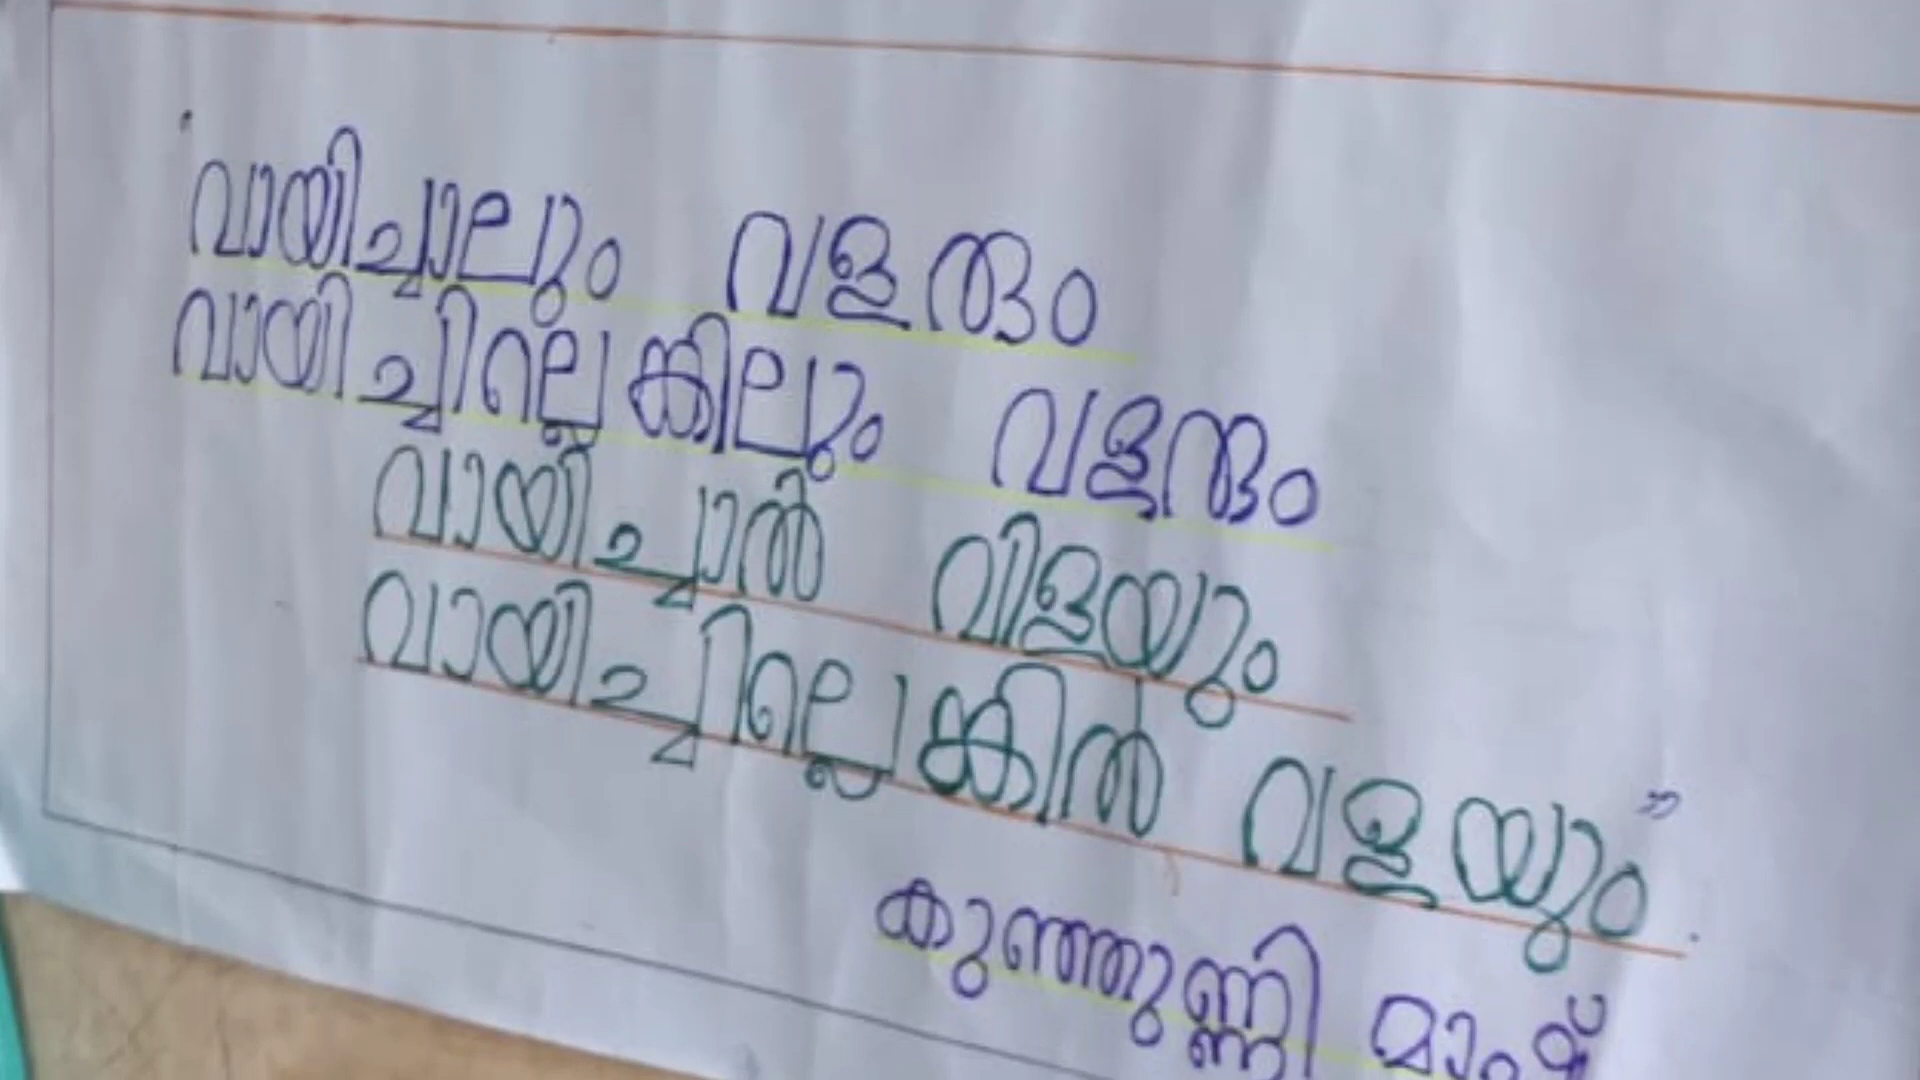 വായിച്ചാലും വളരും
വായിച്ചില്ലെങ്കിലും വളരും
വായിച്ചാൽ വിളയും
വായിച്ചില്ലെങ്കിൽ വളയും"
കുഞ്ഞുണ്ണി മാഷ്